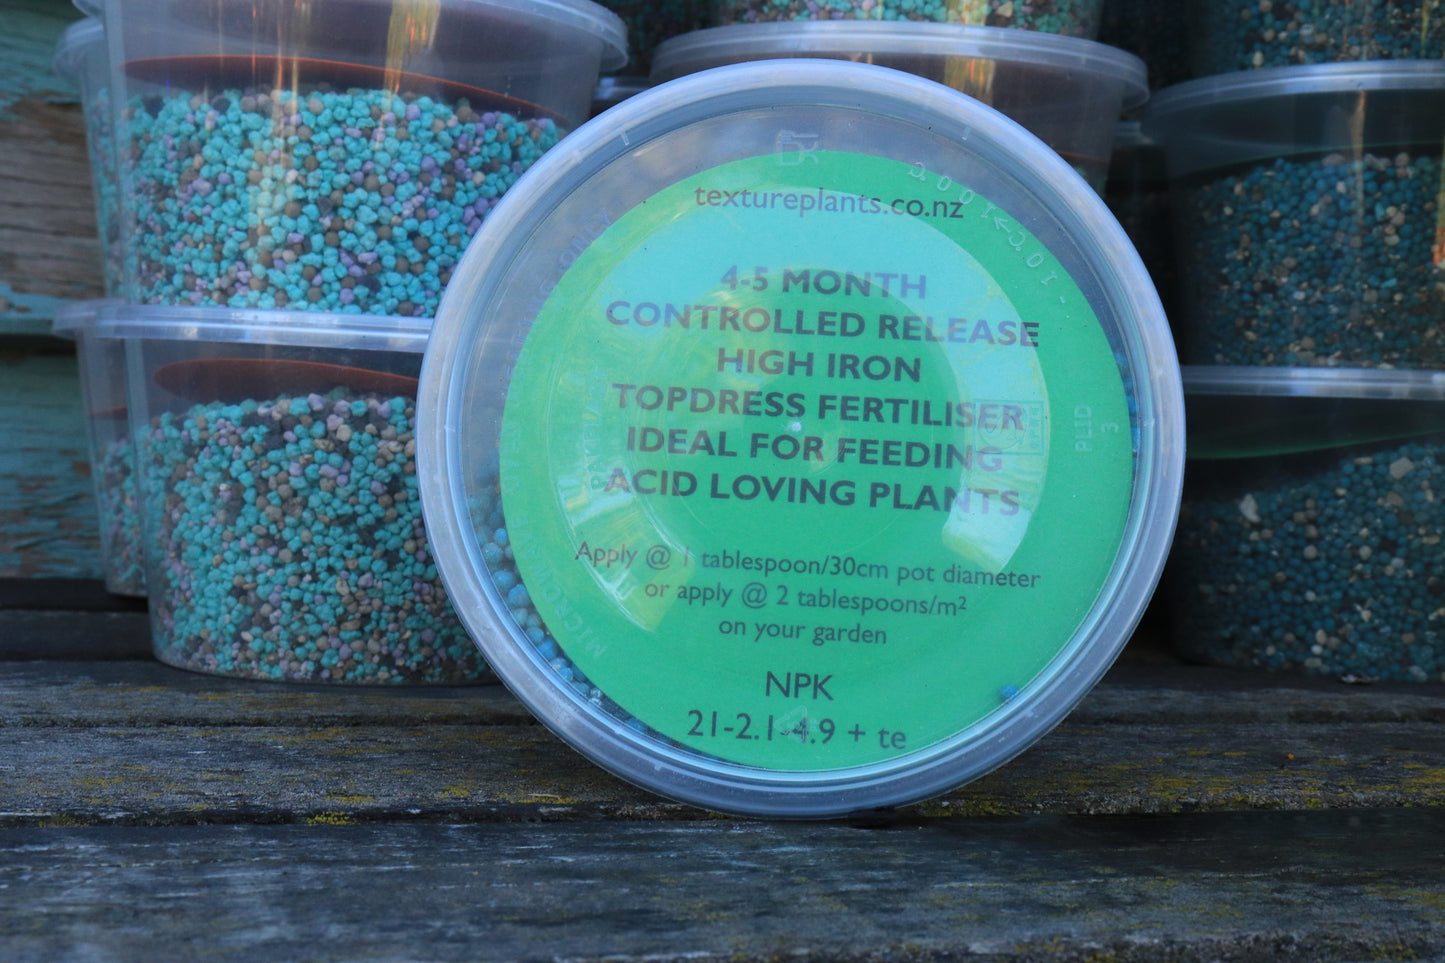 textureplants.co.nz
4-5 MONTH
CONTROLLED RELEASE
HIGH IRON
TOPDRESS FERTILISER
IDEAL FOR FEEDING
ACID LOVING PLANTS
Apply @ 1 tablespoon/30cm pot diameter
or apply @ 2 tablespoons/m²
on your garden
NPK
21-2.1-4.9 + te